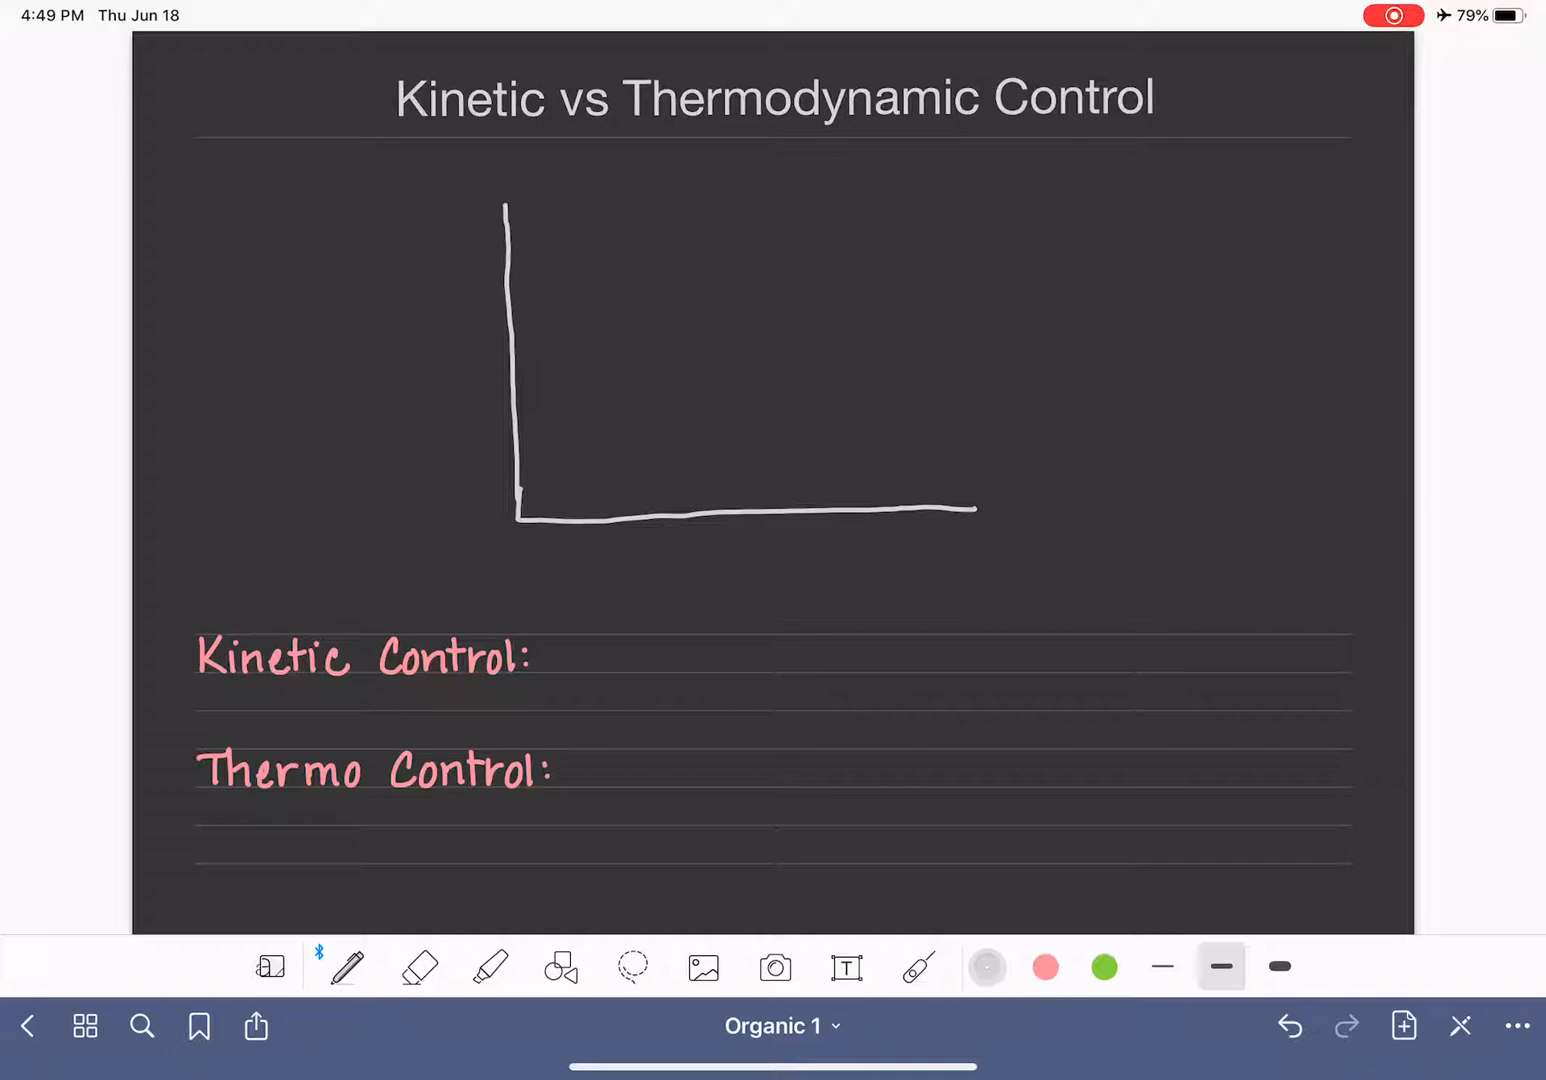 4:49 PM Thu Jun 18
79%
Kinetic vs Thermodynamic Control
Kinetic Control:
Thermo Control:
T
Organic 1